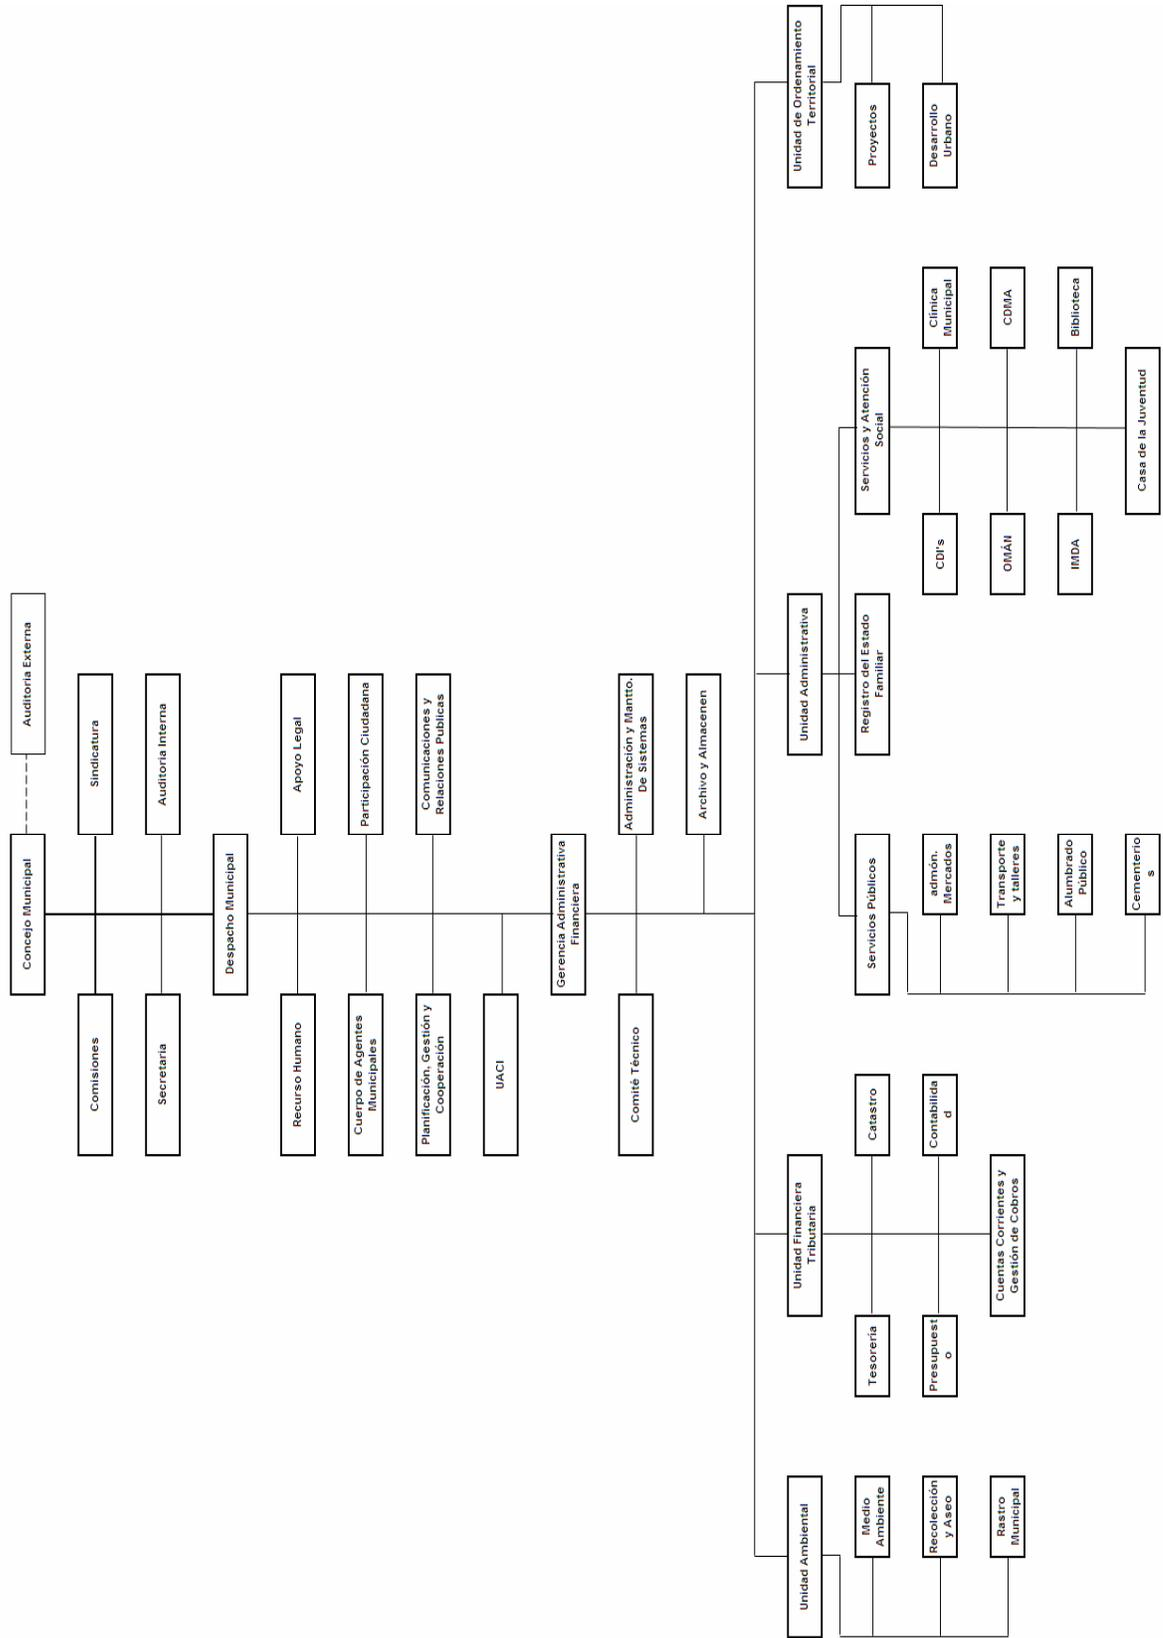 Concejo Municipal
Auditoria Externa
Comisiones
Sindicatura
Secretaria
Auditoria Interna
Despacho Municipal
Recurso Humano
Apoyo Legal
Cuerpo de Agentes
Municipales
Participación Ciudadana
Planificación, Gestión y
Cooperación
Comunicaciones y
Relaciones Publicas
UACI
Gerencia Administrativa
Financiera
Comité Técnico
Administración y Mantto.
De Sistemas
Archivo y Almacenen
Unidad Ambiental
Medio
Ambiente
Recolección
y Aseo
Rastro
Municipal
Unidad Financiera
Tributaria
Tesoreria
Catastro
Presupuest
o
Contabilida
d
Cuentas Corrientes y
Gestión de Cobros
Unidad Administrativa
Servicios Públicos
admón.
Mercados
Transporte
y talleres
Alumbrado
Público
Cementerio
s
Registro del Estado
Familiar
Servicios y Atención
Social
CDI's
Clinica
Municipal
OMÁN
CDMA
IMDA
Biblioteca
Casa de la Juventud
Unidad de Ordenamiento
Territorial
Proyectos
Desarrollo
Urbano